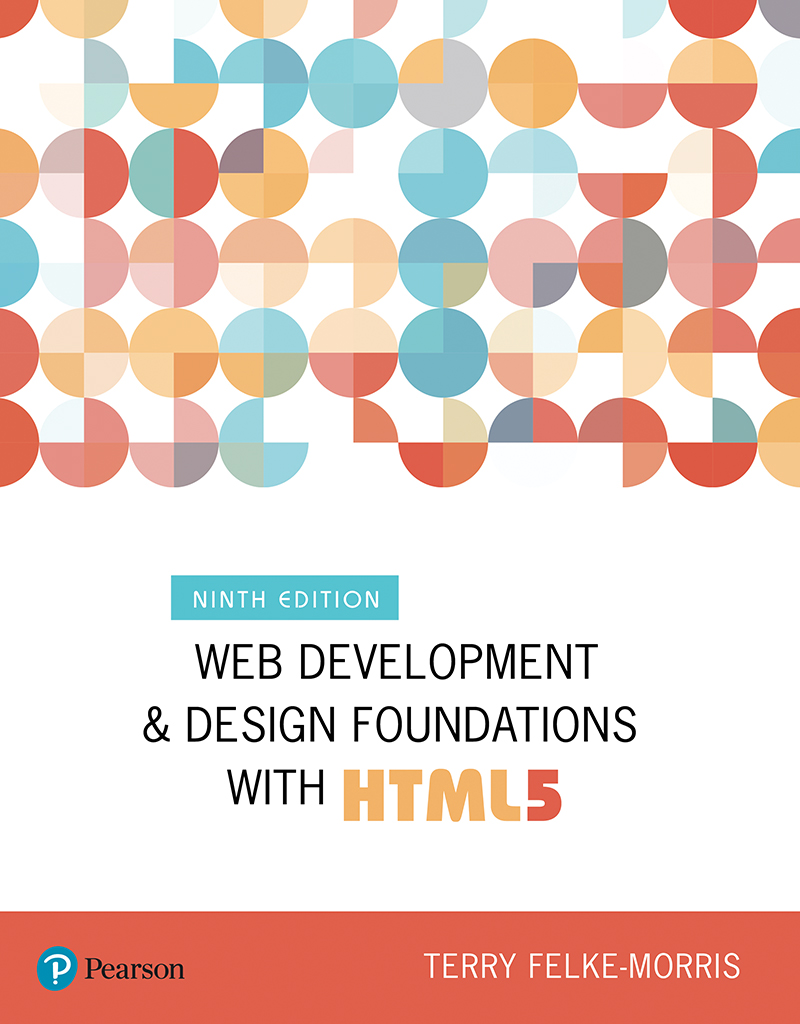 NINTH EDITION
WEB DEVELOPMENT
& DESIGN FOUNDATIONS
WITH HTML5
Pearson
TERRY FELKE-MORRIS